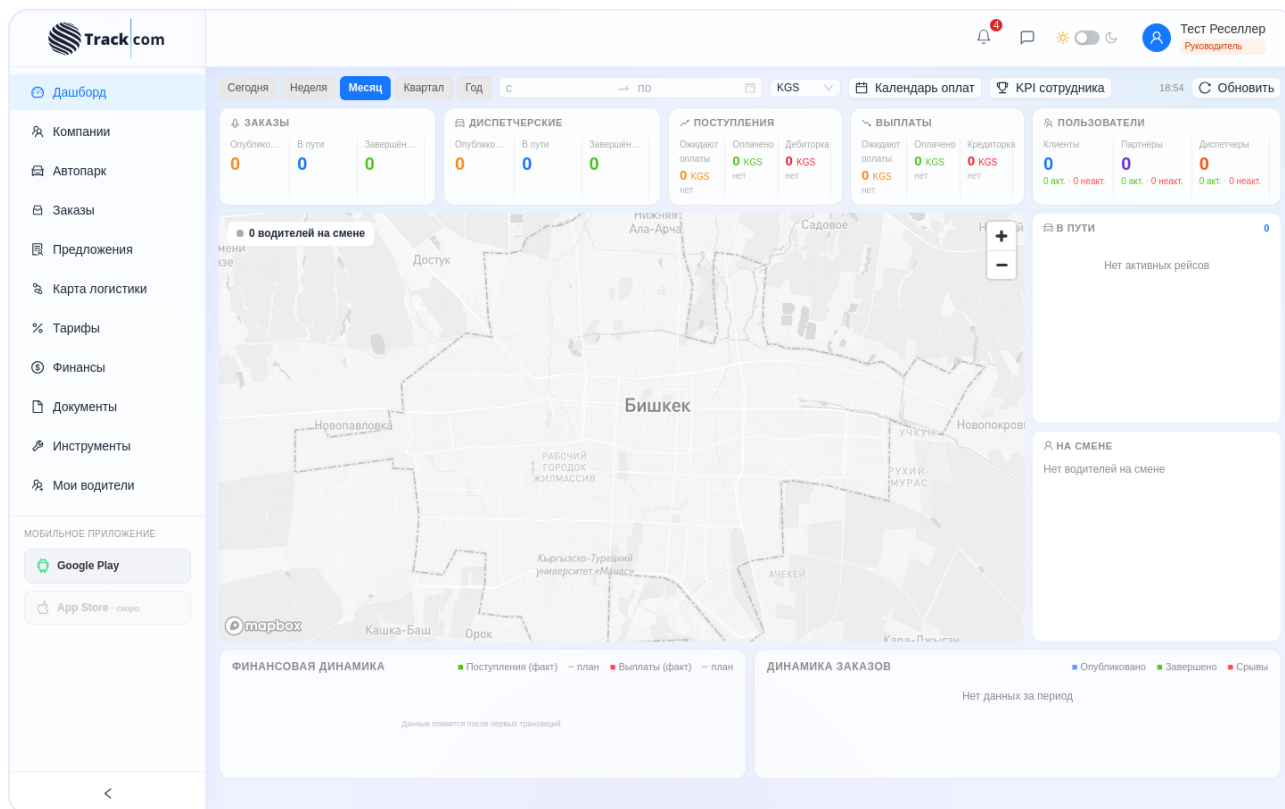 Track com
4
Тест Реселлер
Руководитель
Дашборд
Компании
Автопарк
Заказы
Предложения
Карта логистики
Тарифы
Финансы
Документы
Инструменты
Мои водители
МОБИЛЬНОЕ ПРИЛОЖЕНИЕ
Google Play
App Store · скоро
Сегодня Неделя Месяц Квартал Год
с по
KGS
Календарь оплат
KPI сотрудника
18:54
Обновить
ЗАКАЗЫ
Опублико... В пути Завершён...
0 0 0
ДИСПЕТЧЕРСКИЕ
Опублико... В пути Завершён...
0 0 0
ПОСТУПЛЕНИЯ
Ожидают оплаты
0 KGS
нет
Оплачено
0 KGS
нет
Дебиторка
0 KGS
нет
ВЫПЛАТЫ
Ожидают оплаты
0 KGS
нет
Оплачено
0 KGS
нет
Кредиторка
0 KGS
нет
ПОЛЬЗОВАТЕЛИ
Клиенты
0
0 акт. · 0 неакт.
Партнёры
0
0 акт. · 0 неакт.
Диспетчеры
0
0 акт. · 0 неакт.
0 водителей на смене
Нижняя
Ала-Арча
Садовое
Достук
Бишкек
Новопавловка
УЧКУН
Новопокров
РАБОЧИЙ
ГОРОДОК
ЖИЛМАССИВ
РУХИЙ-
МУРАС
Кыргызско-Турецкий
университет «Манас»
АЧЕКЕЙ
Кашка-Баш
Орок
Кара-Джыгач
mapbox
+
−
В ПУТИ
0
Нет активных рейсов
НА СМЕНЕ
Нет водителей на смене
ФИНАНСОВАЯ ДИНАМИКА
Поступления (факт) план Выплаты (факт) план
Данные появятся после первых транзакций
ДИНАМИКА ЗАКАЗОВ
Опубликовано Завершено Срывы
Нет данных за период